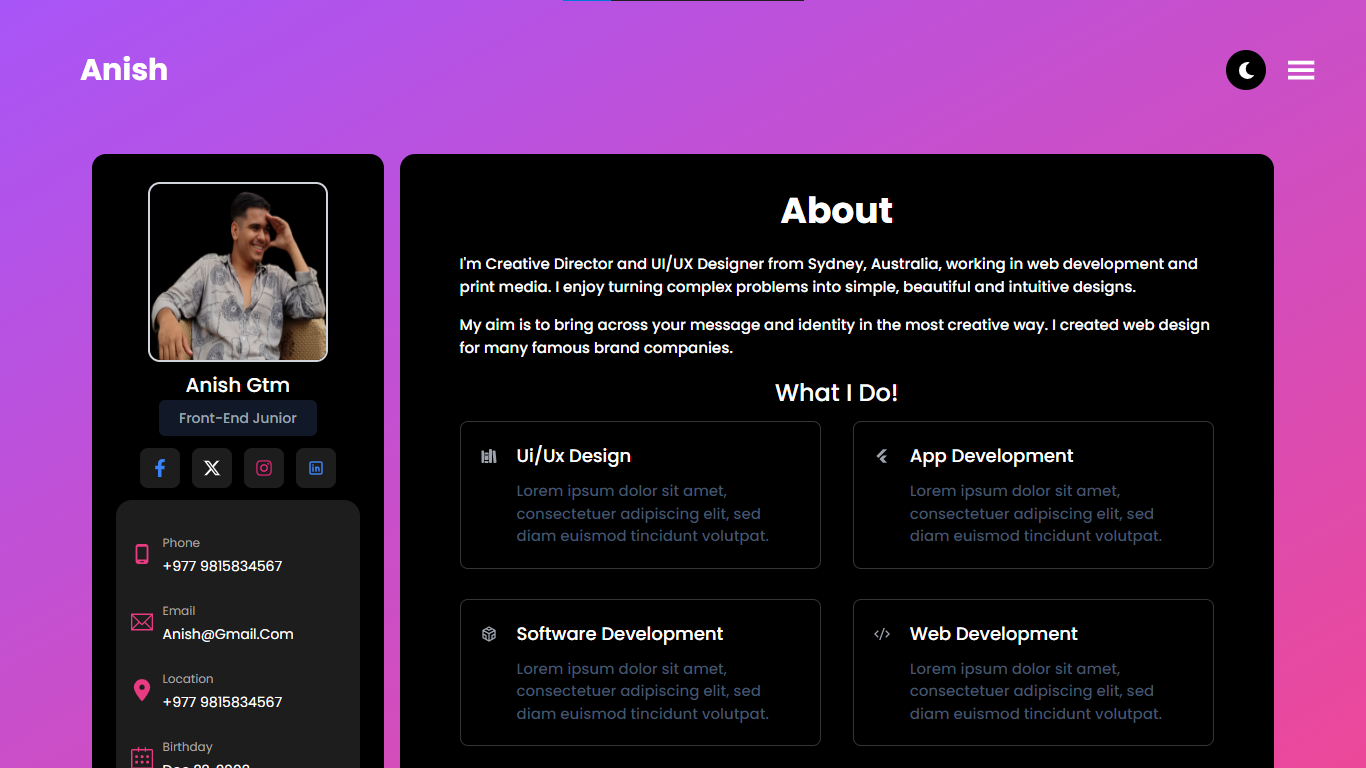 Anish
Anish Gtm
Front-End Junior
Phone
+977 9815834567
Email
Anish@Gmail.Com
Location
+977 9815834567
Birthday
About
I'm Creative Director and UI/UX Designer from Sydney, Australia, working in web development and
print media. I enjoy turning complex problems into simple, beautiful and intuitive designs.
My aim is to bring across your message and identity in the most creative way. I created web design
for many famous brand companies.
What I Do!
Ui/Ux Design
Lorem ipsum dolor sit amet,
consectetuer adipiscing elit, sed
diam euismod tincidunt volutpat.
App Development
Lorem ipsum dolor sit amet,
consectetuer adipiscing elit, sed
diam euismod tincidunt volutpat.
Software Development
Lorem ipsum dolor sit amet,
consectetuer adipiscing elit, sed
diam euismod tincidunt volutpat.
Web Development
Lorem ipsum dolor sit amet,
consectetuer adipiscing elit, sed
diam euismod tincidunt volutpat.